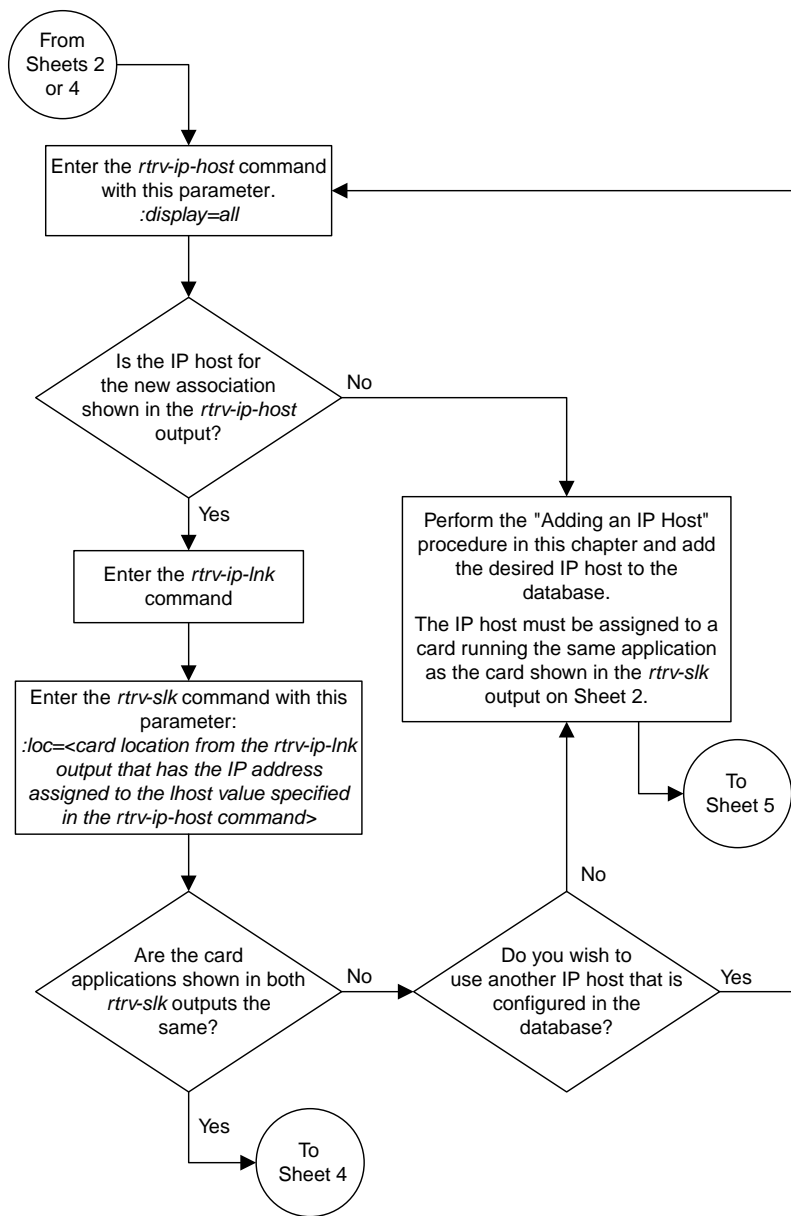 From
Sheets 2
or 4
Enter the rtrv-ip-host command
with this parameter.
:display=all
Is the IP host for
the new association
shown in the rtrv-ip-host
output?
No
Yes
Enter the rtrv-ip-lnk
command
Perform the "Adding an IP Host"
procedure in this chapter and add
the desired IP host to the
database.
The IP host must be assigned to a
card running the same application
as the card shown in the rtrv-slk
output on Sheet 2.
Enter the rtrv-slk command with this
parameter:
:loc=<card location from the rtrv-ip-lnk
output that has the IP address
assigned to the lhost value specified
in the rtrv-ip-host command>
To
Sheet 5
No
Are the card
applications shown in both
rtrv-slk outputs the
same?
No
Do you wish to
use another IP host that is
configured in the
database?
Yes
Yes
To
Sheet 4